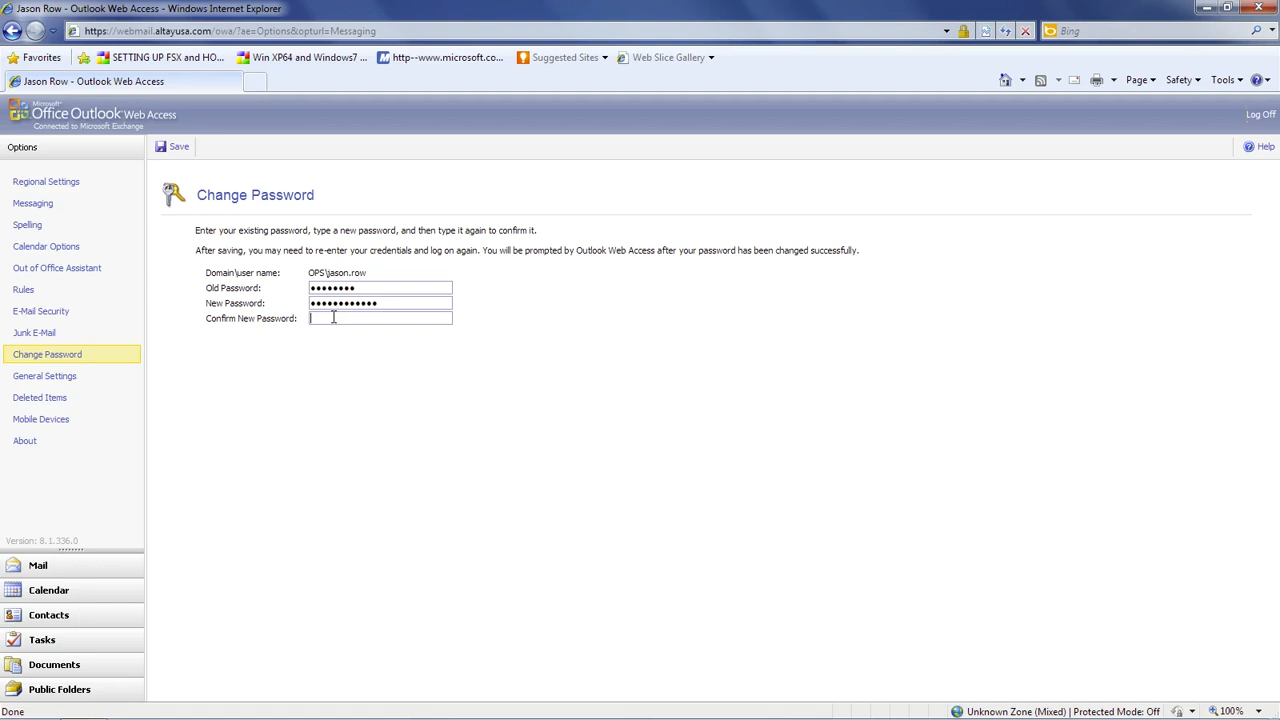 Jason Row - Outlook Web Access - Windows Internet Explorer
https://webmail.altayusa.com/owa/?ae=Options&opturl=Messaging
Bing
Favorites SETTING UP FSX and HO... Win XP64 and Windows7 ... http--www.microsoft.co... Suggested Sites Web Slice Gallery
Jason Row - Outlook Web Access
Page Safety Tools
Microsoft
Office Outlook Web Access
Connected to Microsoft Exchange
Log Off
Options
Save
Help
Regional Settings
Messaging
Spelling
Calendar Options
Out of Office Assistant
Rules
E-Mail Security
Junk E-Mail
Change Password
General Settings
Deleted Items
Mobile Devices
About
Change Password
Enter your existing password, type a new password, and then type it again to confirm it.
After saving, you may need to re-enter your credentials and log on again. You will be prompted by Outlook Web Access after your password has been changed successfully.
Domain\user name: OPS\jason.row
Old Password: ●●●●●●●●
New Password: ●●●●●●●●●●●●
Confirm New Password:
Version: 8.1.336.0
Mail
Calendar
Contacts
Tasks
Documents
Public Folders
Done
Unknown Zone (Mixed) | Protected Mode: Off
100%